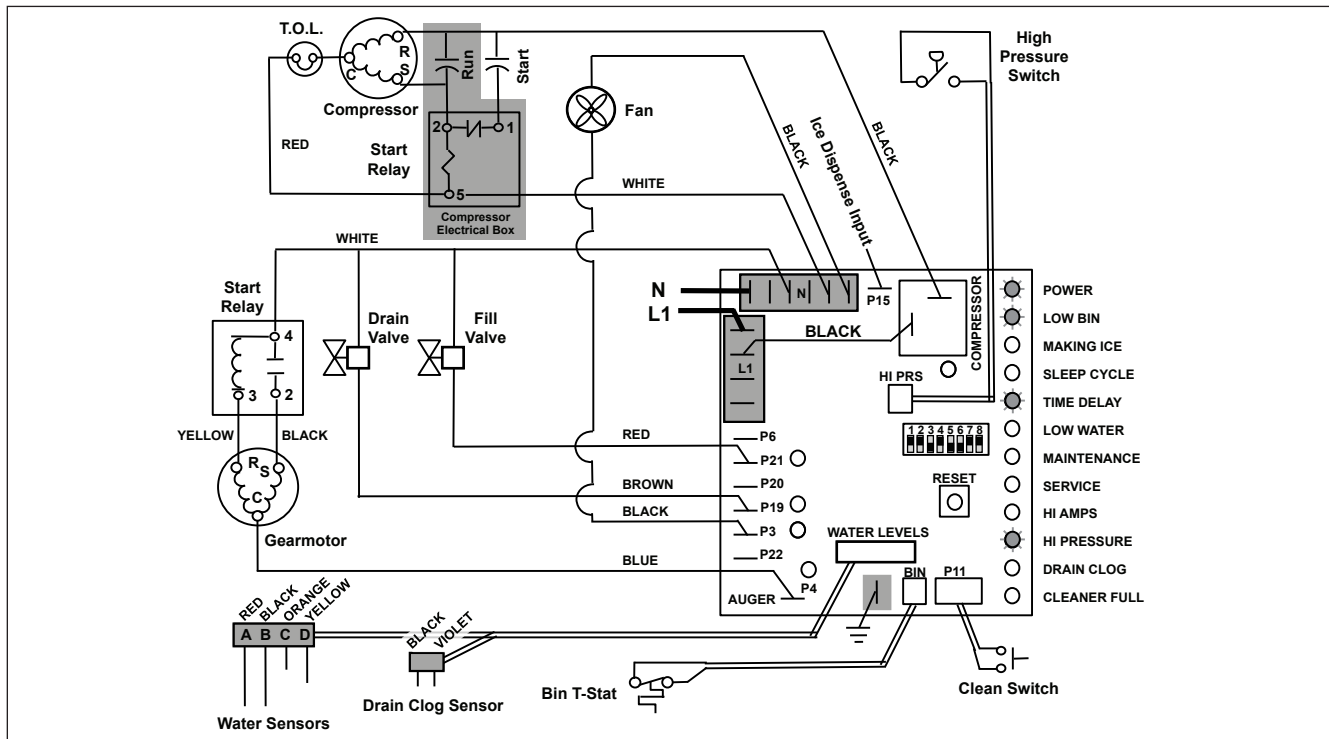 T.O.L.
C
R
S
Compressor
Run
Start
2
1
5
Start
Relay
Compressor
Electrical Box
RED
WHITE
Fan
BLACK
Ice Dispense Input
BLACK
High
Pressure
Switch
WHITE
Start
Relay
4
3
2
YELLOW
BLACK
R
S
C
Gearmotor
Drain
Valve
Fill
Valve
N
L1
N
L1
BLACK
P15
COMPRESSOR
HI PRS
1 2 3 4 5 6 7 8
RESET
RED
BROWN
BLACK
BLUE
P6
P21
P20
P19
P3
P22
P4
AUGER
WATER LEVELS
BIN
P11
POWER
LOW BIN
MAKING ICE
SLEEP CYCLE
TIME DELAY
LOW WATER
MAINTENANCE
SERVICE
HI AMPS
HI PRESSURE
DRAIN CLOG
CLEANER FULL
RED
BLACK
ORANGE
YELLOW
A B C D
Water Sensors
BLACK
VIOLET
Drain Clog Sensor
Bin T-Stat
Clean Switch